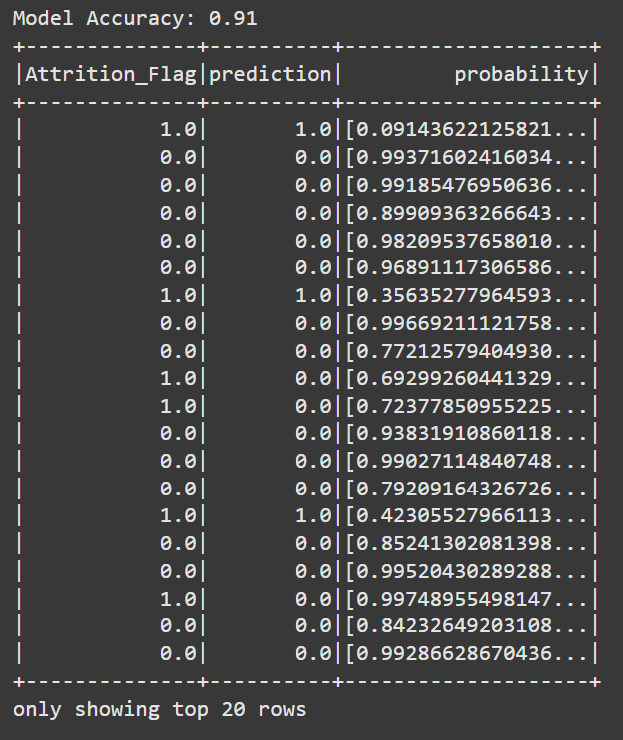 Model Accuracy: 0.91
+--------------+----------+--------------------+
|Attrition_Flag|prediction|         probability|
+--------------+----------+--------------------+
|           1.0|       1.0|[0.09143622125821...|
|           0.0|       0.0|[0.99371602416034...|
|           0.0|       0.0|[0.99185476950636...|
|           0.0|       0.0|[0.89909363266643...|
|           0.0|       0.0|[0.98209537658010...|
|           0.0|       0.0|[0.96891117306586...|
|           1.0|       1.0|[0.35635277964593...|
|           0.0|       0.0|[0.99669211121758...|
|           0.0|       0.0|[0.77212579404930...|
|           1.0|       0.0|[0.69299260441329...|
|           1.0|       0.0|[0.72377850955225...|
|           0.0|       0.0|[0.93831910860118...|
|           0.0|       0.0|[0.99027114840748...|
|           0.0|       0.0|[0.79209164326726...|
|           1.0|       1.0|[0.42305527966113...|
|           0.0|       0.0|[0.85241302081398...|
|           0.0|       0.0|[0.99520430289288...|
|           1.0|       0.0|[0.99748955498147...|
|           0.0|       0.0|[0.84232649203108...|
|           0.0|       0.0|[0.99286628670436...|
+--------------+----------+--------------------+
only showing top 20 rows